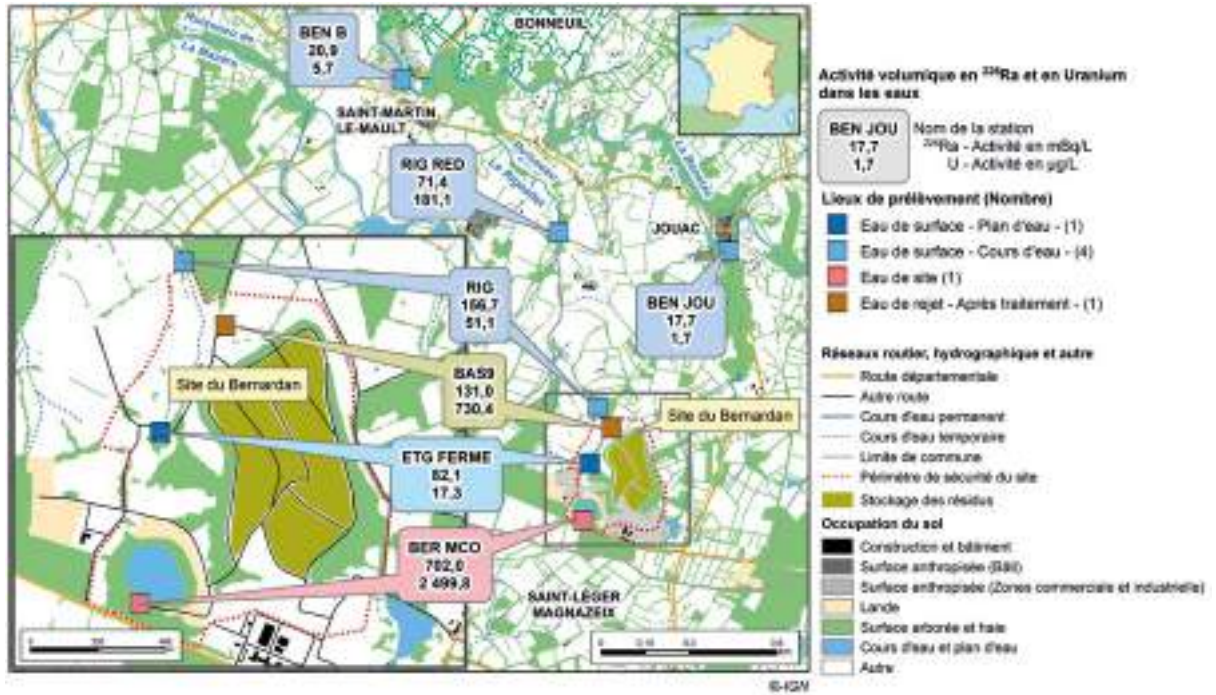 BONNEUIL
BEN B
20,9
5,7
SAINT-MARTIN
LE-MAULT
RIG RED
71,4
181,1
JOUAC
BEN JOU
17,7
1,7
RIG
156,7
51,1
Site du Bernardan
BAS9
131,0
730,4
Site du Bernardan
ETG FERME
82,1
17,3
BER MCO
702,0
2 499,8
SAINT-LÉGER
MAGNAZEIX
© IGN
Activité volumique en ²²⁶Ra et en Uranium
dans les eaux
BEN JOU
17,7
1,7
Nom de la station
²²⁶Ra - Activité en mBq/L
U - Activité en µg/L
Lieux de prélèvement (Nombre)
Eau de surface - Plan d'eau - (1)
Eau de surface - Cours d'eau - (4)
Eau de site (1)
Eau de rejet - Après traitement - (1)
Réseaux routier, hydrographique et autre
Route départementale
Autre route
Cours d'eau permanent
Cours d'eau temporaire
Limite de commune
Périmètre de sécurité du site
Stockage des résidus
Occupation du sol
Construction et bâtiment
Surface anthropisée (Bâti)
Surface anthropisée (Zones commerciale et industrielle)
Lande
Surface arborée et haie
Cours d'eau et plan d'eau
Autre